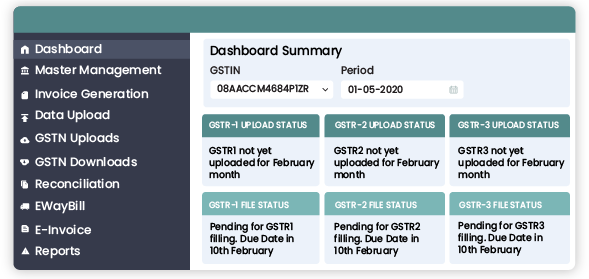 Dashboard
Master Management
Invoice Generation
Data Upload
GSTN Uploads
GSTN Downloads
Reconciliation
EWayBill
E-Invoice
Reports
Dashboard Summary
GSTIN
Period
08AACCM4684P1ZR
01-05-2020
GSTR-1 UPLOAD STATUS
GSTR1 not yet
uploaded for February
month
GSTR-2 UPLOAD STATUS
GSTR2 not yet
uploaded for February
month
GSTR-3 UPLOAD STATUS
GSTR3 not yet
uploaded for February
month
GSTR-1 FILE STATUS
Pending for GSTR1
filling. Due Date in
10th February
GSTR-2 FILE STATUS
Pending for GSTR2
filling. Due Date in
10th February
GSTR-3 FILE STATUS
Pending for GSTR3
filling. Due Date in
10th February